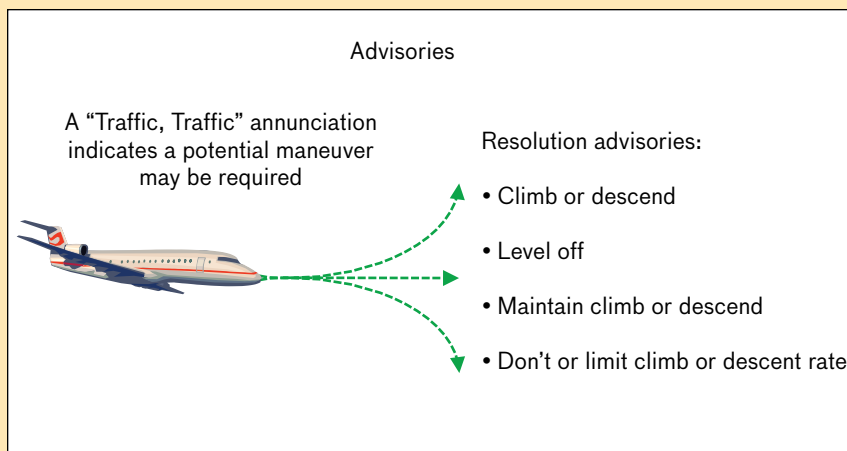 Advisories
A “Traffic, Traffic” annunciation
indicates a potential maneuver
may be required
Resolution advisories:
• Climb or descend
• Level off
• Maintain climb or descend
• Don’t or limit climb or descent rate